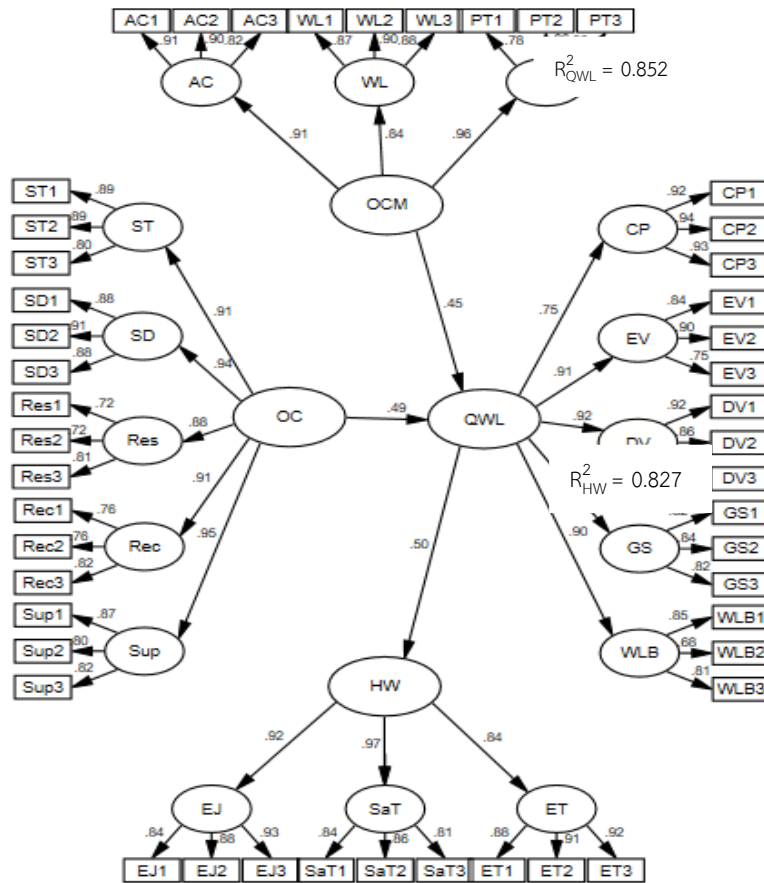 AC1 AC2 AC3 WL1 WL2 WL3 PT1 PT2 PT3
.91 .90 .82 .87 .90 .88 .78
AC WL
R²QWL = 0.852
.91 .84 .96
OCM
ST1 .89
ST2 .89 ST
ST3 .80
CP1 .92
CP2 .94 CP
CP3 .93
.45 .75
SD1 .88
SD2 .91 SD
SD3 .88
.91 .94
EV1 .84
EV2 .90 EV
EV3 .75
.91
Res1 .72
Res2 .72 Res
Res3 .81
.88
OC .49 QWL
.92
DV1 .92
DV2 .86 DV
DV3
R²HW = 0.827
Rec1 .76
Rec2 .76 Rec
Rec3 .82
.91
.95 .50 .90
GS1
GS2 .84 GS
GS3 .82
Sup1 .87
Sup2 .80 Sup
Sup3 .82
WLB1 .85
WLB2 .68 WLB
WLB3 .81
HW
.92 .97 .84
EJ SaT ET
.84 .88 .93 .84 .86 .81 .88 .91 .92
EJ1 EJ2 EJ3 SaT1 SaT2 SaT3 ET1 ET2 ET3